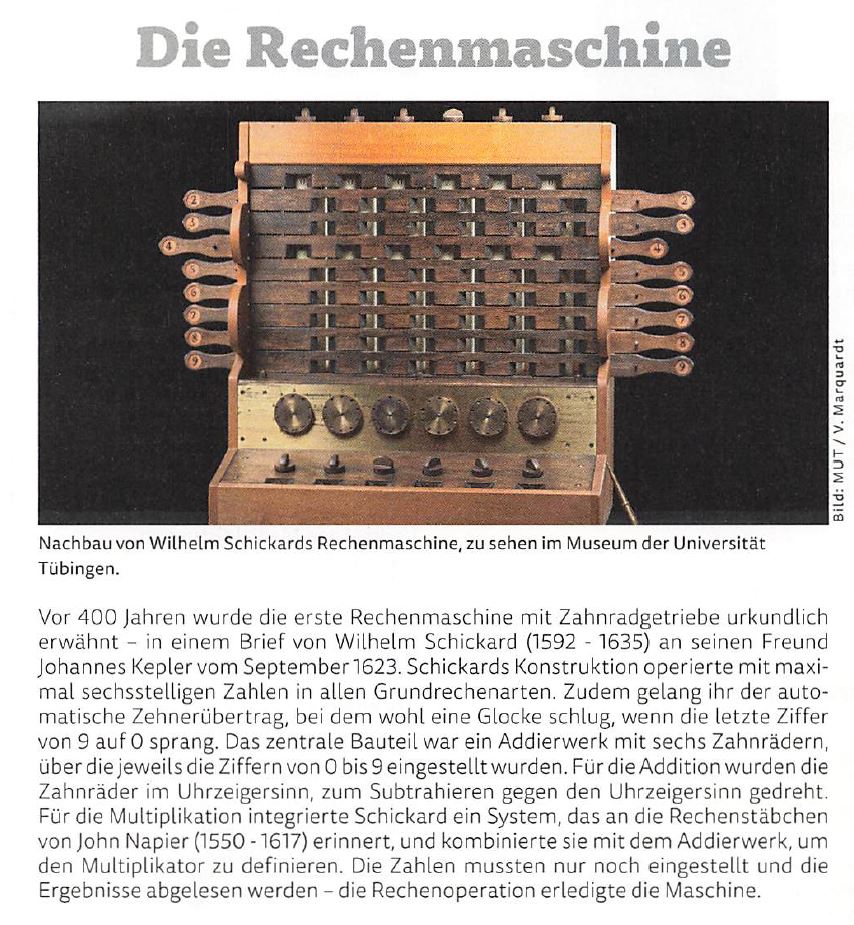 Die Rechenmaschine
2 2
3 3
4 4
5 5
6 6
7 7
8 8
9 9
Bild: MUT / V. Marquardt
Nachbau von Wilhelm Schickards Rechenmaschine, zu sehen im Museum der Universität
Tübingen.
Vor 400 Jahren wurde die erste Rechenmaschine mit Zahnradgetriebe urkundlich
erwähnt – in einem Brief von Wilhelm Schickard (1592 - 1635) an seinen Freund
Johannes Kepler vom September 1623. Schickards Konstruktion operierte mit maxi-
mal sechsstelligen Zahlen in allen Grundrechenarten. Zudem gelang ihr der auto-
matische Zehnerübertrag, bei dem wohl eine Glocke schlug, wenn die letzte Ziffer
von 9 auf 0 sprang. Das zentrale Bauteil war ein Addierwerk mit sechs Zahnrädern,
über die jeweils die Ziffern von 0 bis 9 eingestellt wurden. Für die Addition wurden die
Zahnräder im Uhrzeigersinn, zum Subtrahieren gegen den Uhrzeigersinn gedreht.
Für die Multiplikation integrierte Schickard ein System, das an die Rechenstäbchen
von John Napier (1550 - 1617) erinnert, und kombinierte sie mit dem Addierwerk, um
den Multiplikator zu definieren. Die Zahlen mussten nur noch eingestellt und die
Ergebnisse abgelesen werden – die Rechenoperation erledigte die Maschine.